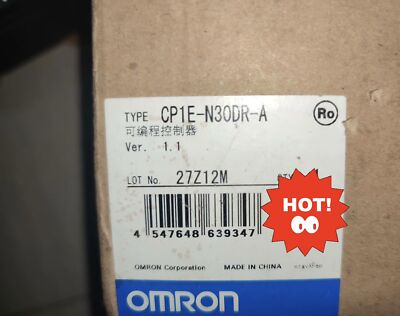 TYPE CP1E-N30DR-A
Ro
可编程控制器
Ver. 1.1
LOT No. 27Z12M
HOT!
4 547648 639347
OMRON Corporation MADE IN CHINA
OMRON